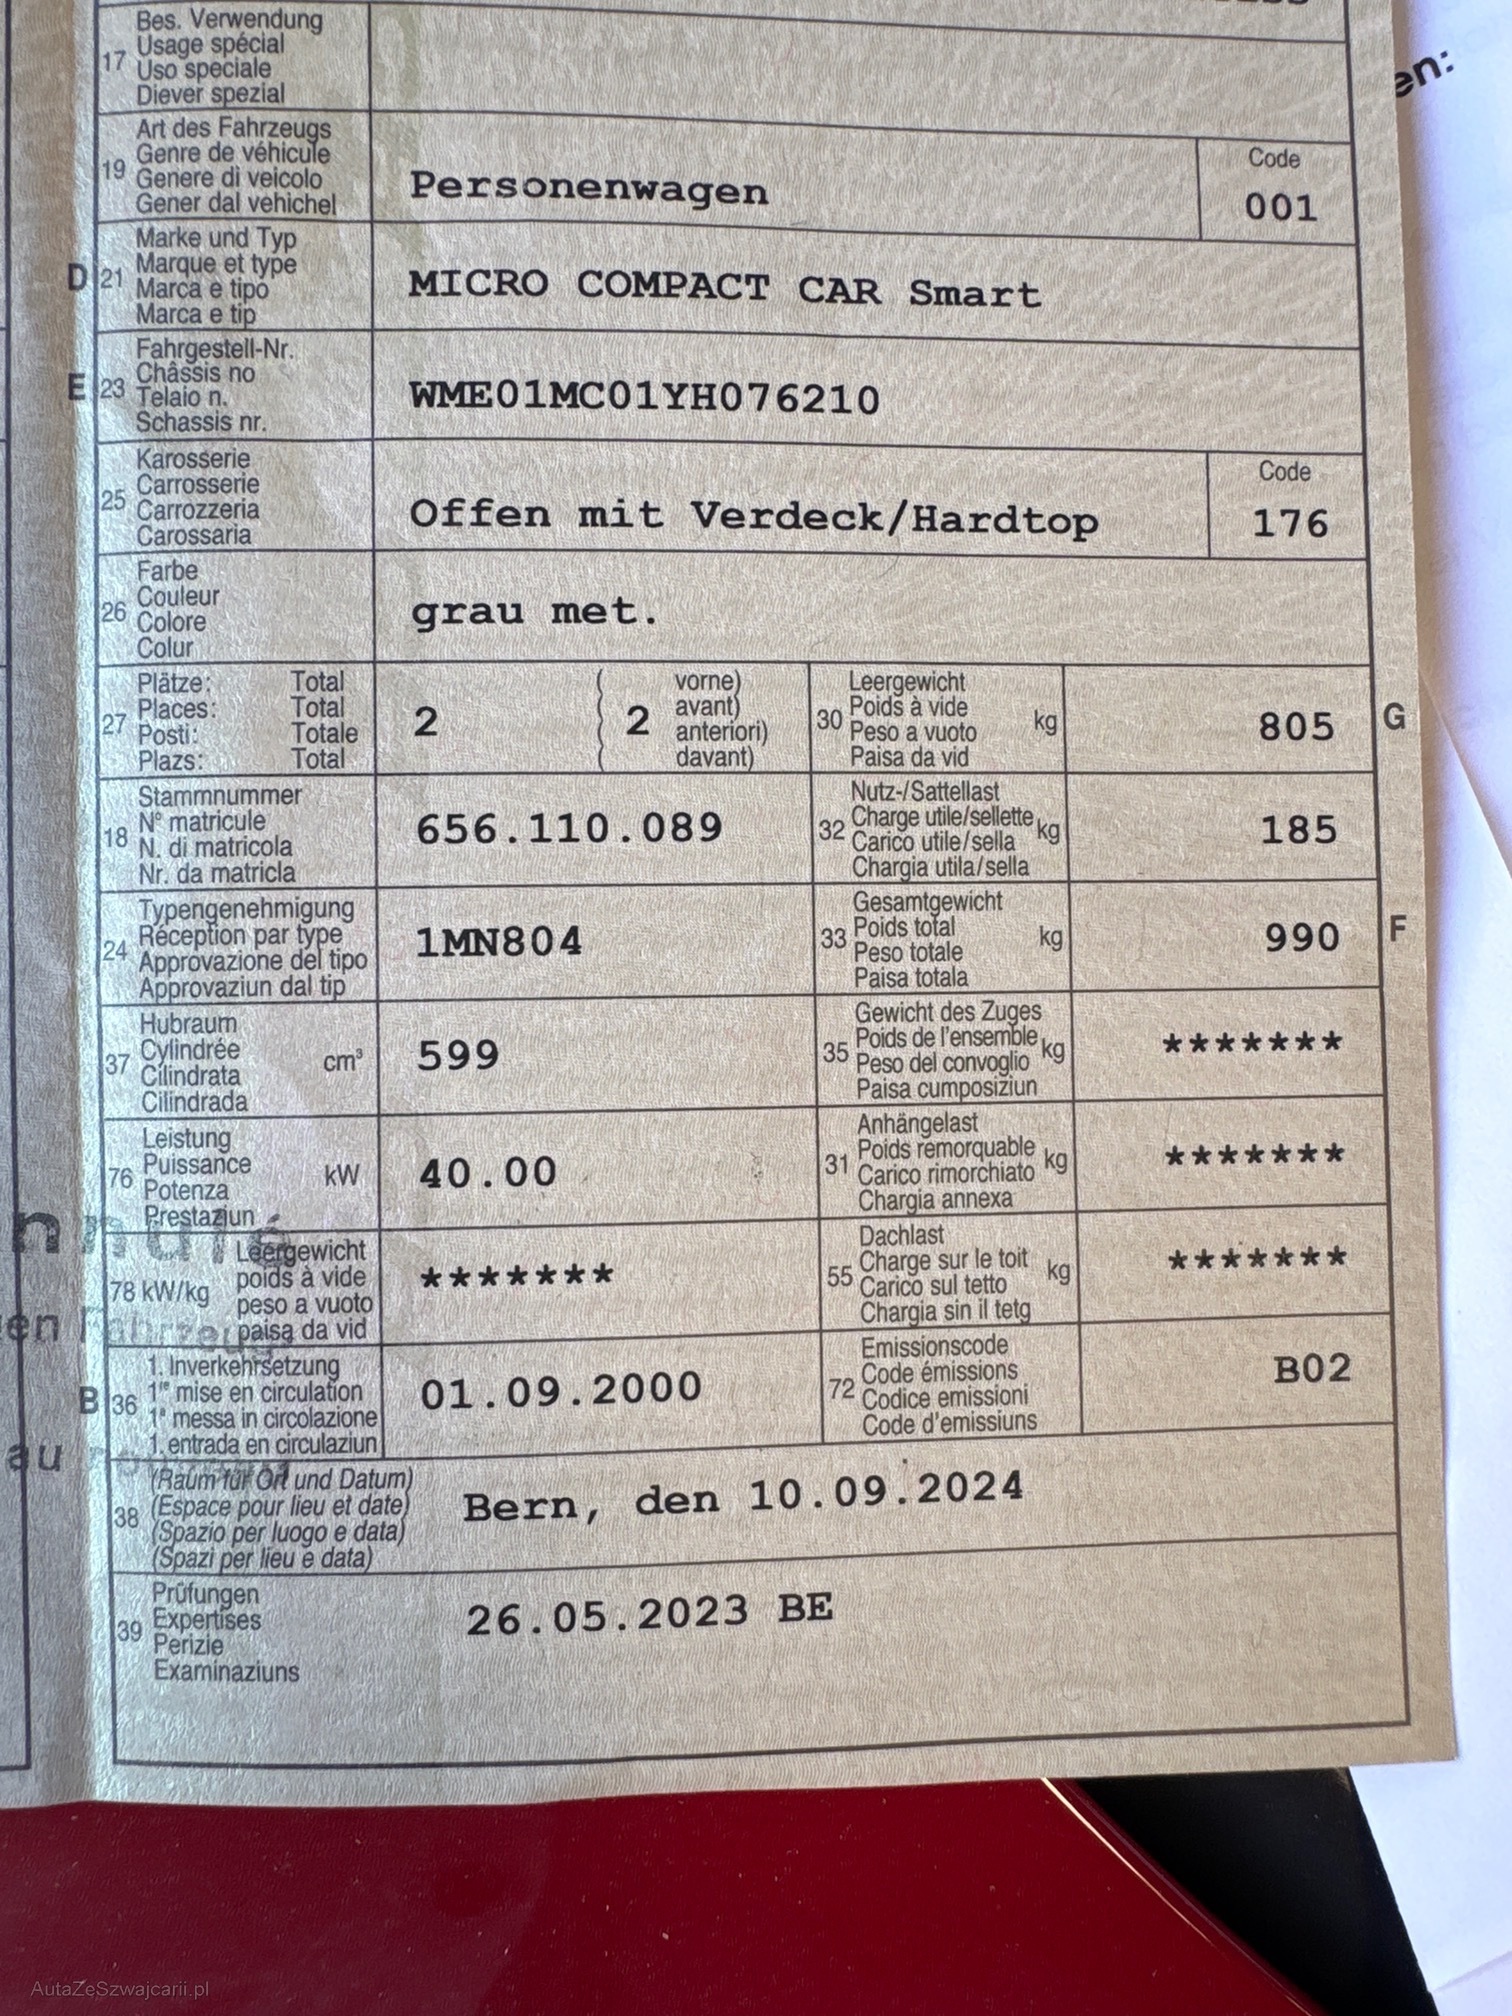 en:
17 Bes. Verwendung
Usage spécial
Uso speciale
Diever spezial
19 Art des Fahrzeugs
Genre de véhicule
Genere di veicolo
Gener dal vehichel
Personenwagen
Code
001
D 21 Marke und Typ
Marque et type
Marca e tipo
Marca e tip
MICRO COMPACT CAR Smart
E 23 Fahrgestell-Nr.
Châssis no
Telaio n.
Schassis nr.
WME01MC01YH076210
25 Karosserie
Carrosserie
Carrozzeria
Carossaria
Offen mit Verdeck/Hardtop
Code
176
26 Farbe
Couleur
Colore
Colur
grau met.
27 Plätze: Total
Places: Total
Posti: Totale
Plazs: Total
2 ( 2 vorne)
avant)
anteriori)
davant)
30 Leergewicht
Poids à vide
Peso a vuoto
Paisa da vid
kg
805 G
18 Stammnummer
N° matricule
N. di matricola
Nr. da matricla
656.110.089
32 Nutz-/Sattellast
Charge utile/sellette
Carico utile/sella
Chargia utila/sella
kg
185
24 Typengenehmigung
Réception par type
Approvazione del tipo
Approvaziun dal tip
1MN804
33 Gesamtgewicht
Poids total
Peso totale
Paisa totala
kg
990 F
37 Hubraum
Cylindrée
Cilindrata
Cilindrada
cm³
599
35 Gewicht des Zuges
Poids de l'ensemble
Peso del convoglio
Paisa cumposiziun
kg
*******
76 Leistung
Puissance
Potenza
Prestaziun
kW
40.00
31 Anhängelast
Poids remorquable
Carico rimorchiato
Chargia annexa
kg
*******
78 kW/kg Leergewicht
poids à vide
peso a vuoto
paisa da vid
*******
55 Dachlast
Charge sur le toit
Carico sul tetto
Chargia sin il tetg
kg
*******
B 36 1. Inverkehrsetzung
1re mise en circulation
1a messa in circolazione
1. entrada en circulaziun
01.09.2000
72 Emissionscode
Code émissions
Codice emissioni
Code d'emissiuns
B02
38 (Raum für Ort und Datum)
(Espace pour lieu et date)
(Spazio per luogo e data)
(Spazi per lieu e data)
Bern, den 10.09.2024
39 Prüfungen
Expertises
Perizie
Examinaziuns
26.05.2023 BE
AutaZeSzwajcarii.pl